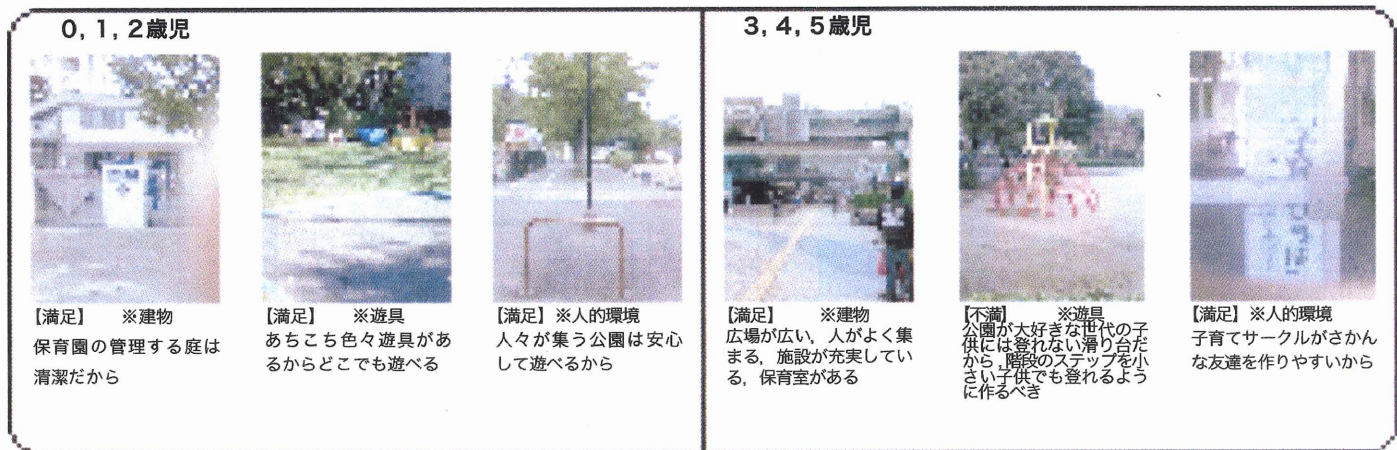 0，1，2歳児
【満足】 ※建物
保育園の管理する庭は
清潔だから
【満足】 ※遊具
あちこち色々遊具があ
るからどこでも遊べる
【満足】※人的環境
人々が集う公園は安心
して遊べるから
3，4，5歳児
【満足】 ※建物
広場が広い，人がよく集
まる，施設が充実してい
る，保育室がある
【不満】 ※遊具
公園が大好きな世代の子
供には登れない滑り台だ
から，階段のステップを小
さい子供でも登れるよう
に作るべき
【満足】※人的環境
子育てサークルがさかん
な友達を作りやすいから